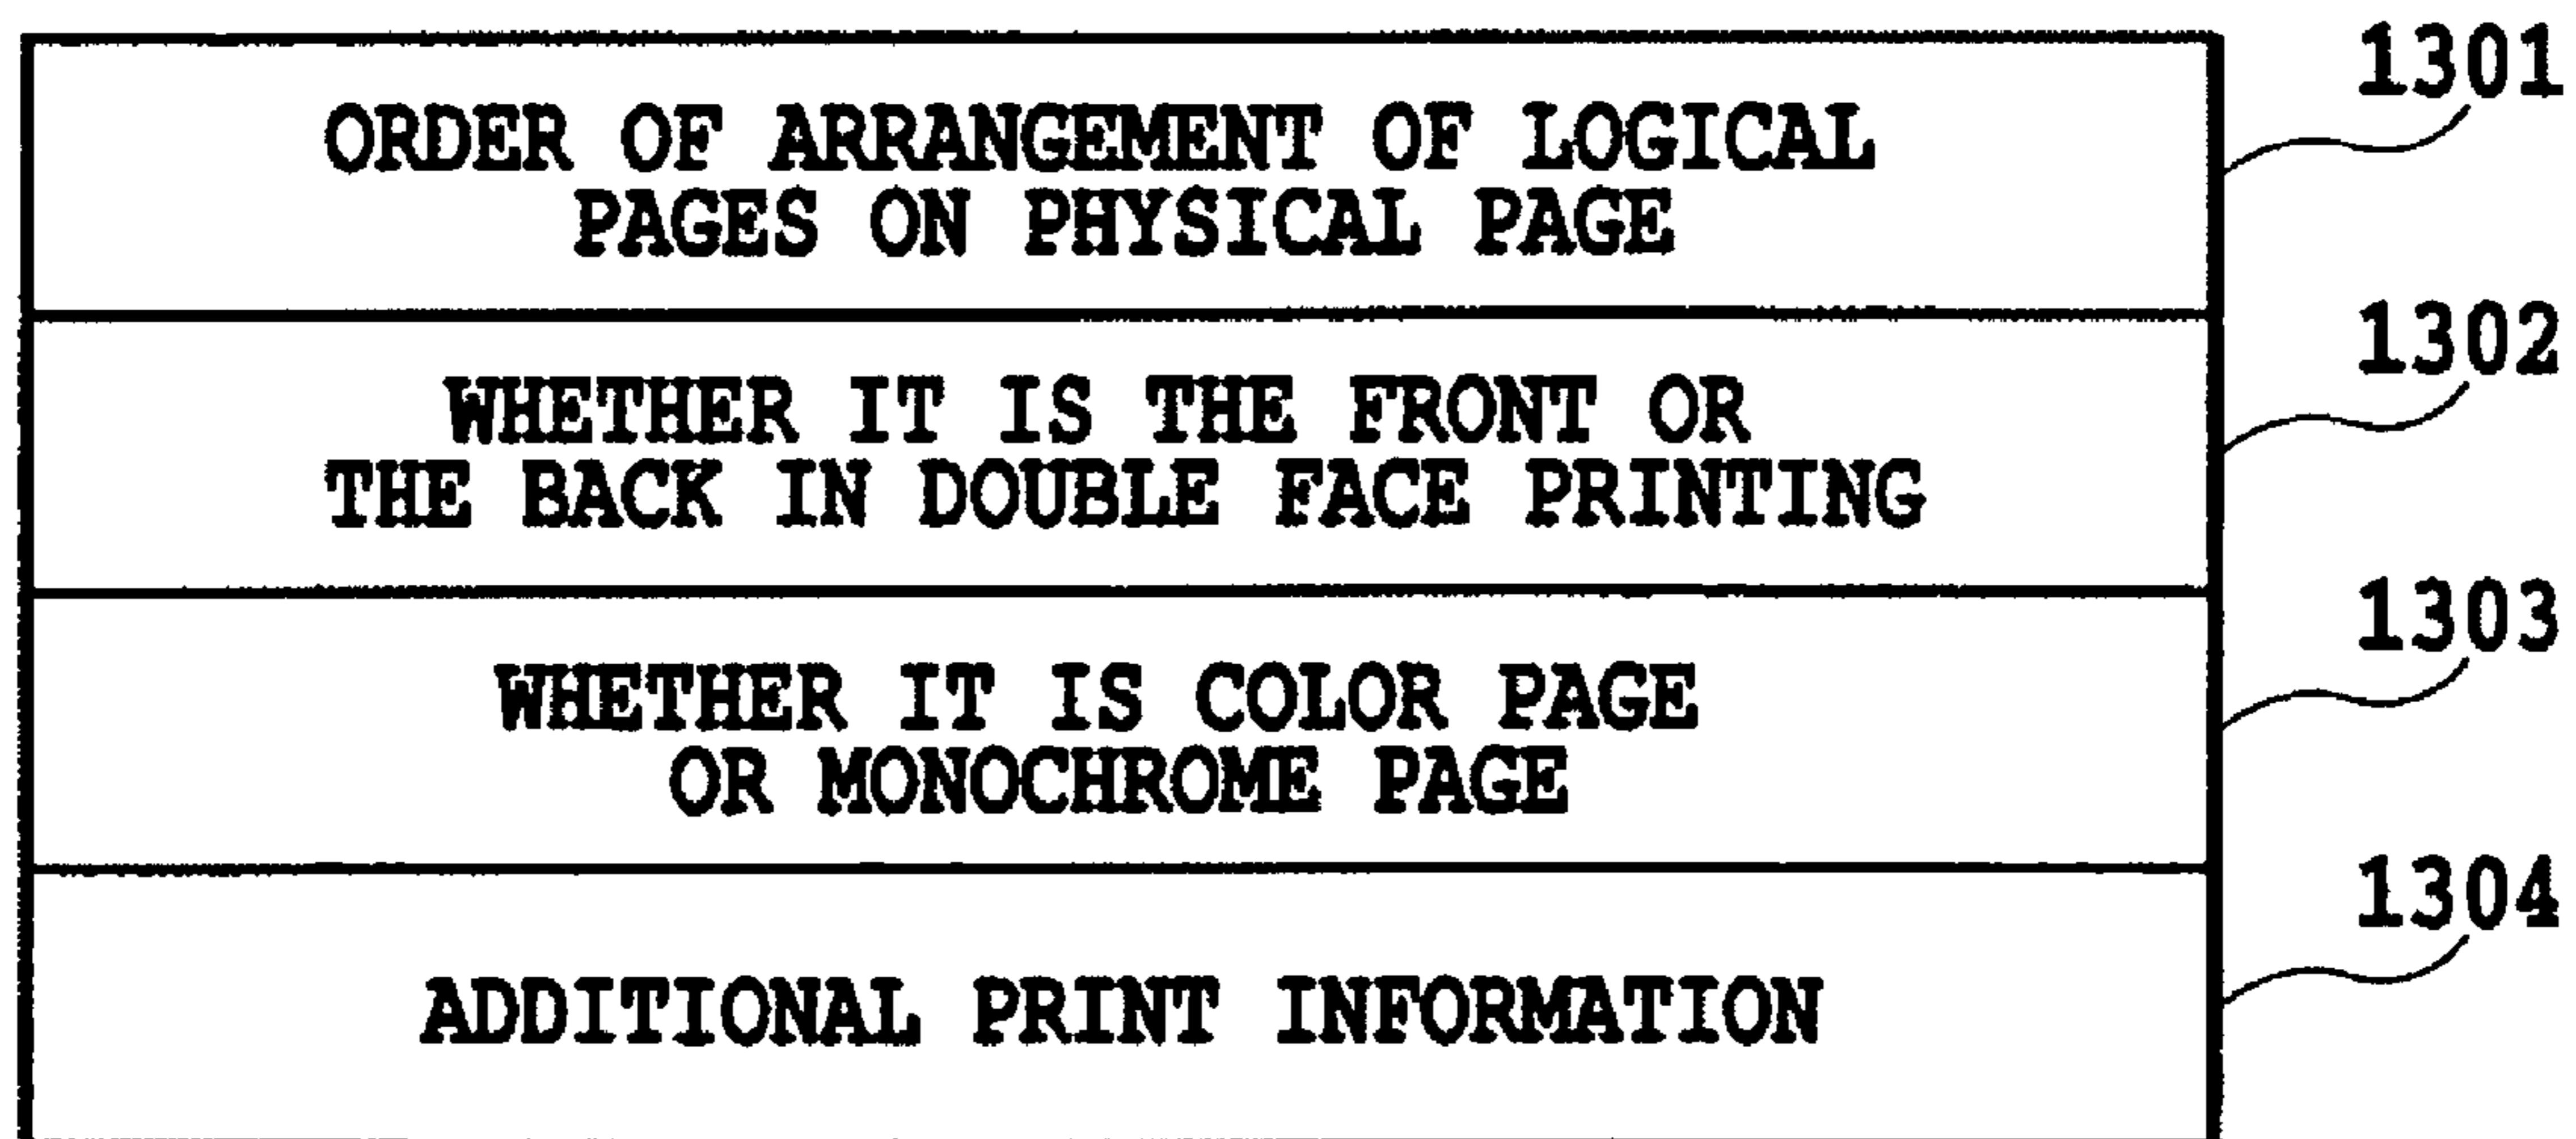 1301
ORDER OF ARRANGEMENT OF LOGICAL
PAGES ON PHYSICAL PAGE
1302
WHETHER IT IS THE FRONT OR
THE BACK IN DOUBLE FACE PRINTING
1303
WHETHER IT IS COLOR PAGE
OR MONOCHROME PAGE
1304
ADDITIONAL PRINT INFORMATION